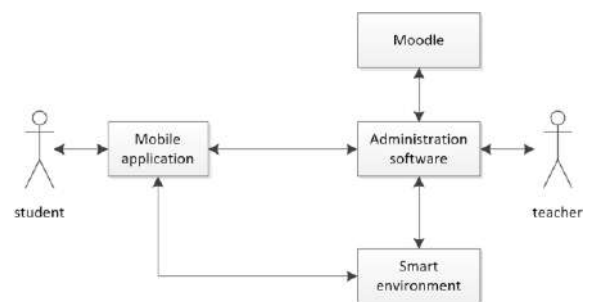 Moodle
Mobile
application
Administration
software
student
teacher
Smart
environment